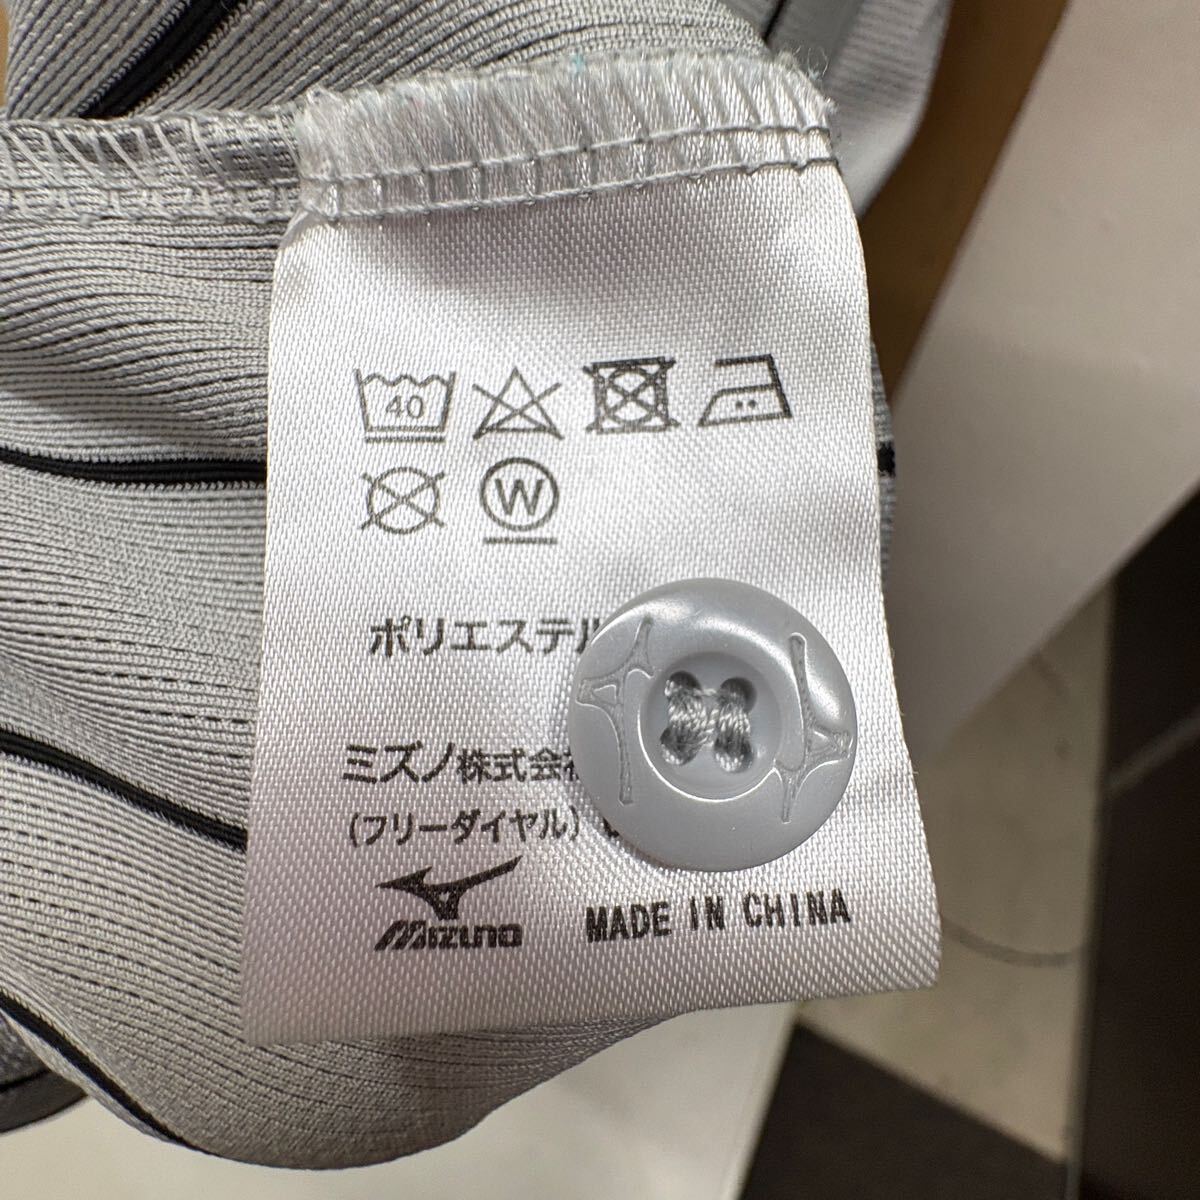 40
W
ポリエステル
ミズノ株式会社
(フリーダイヤル)
Mizuno
MADE IN CHINA